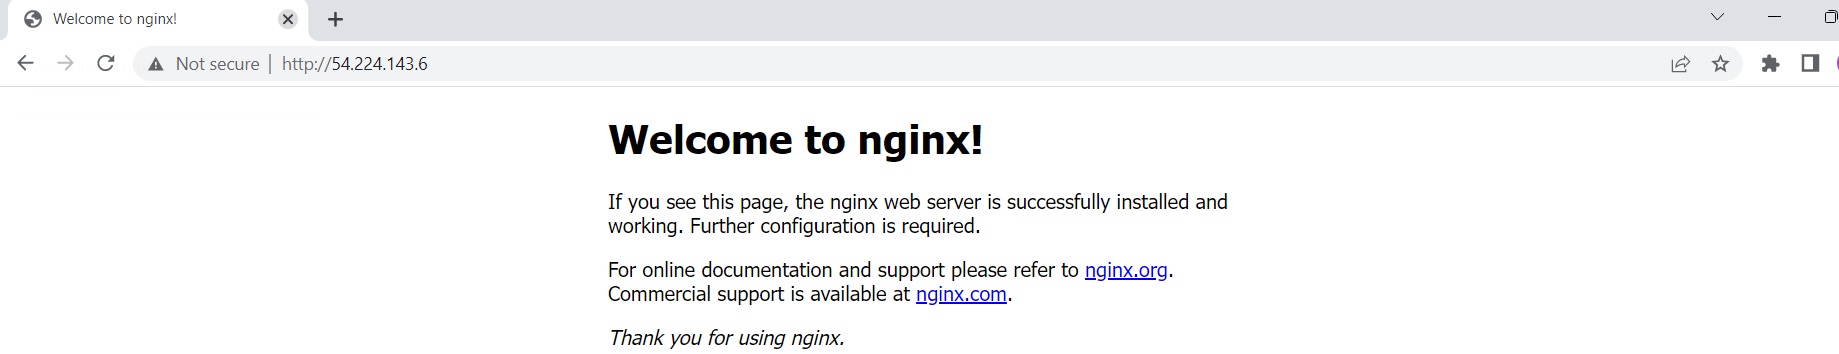 Welcome to nginx!
Not secure | http://54.224.143.6
Welcome to nginx!
If you see this page, the nginx web server is successfully installed and
working. Further configuration is required.
For online documentation and support please refer to nginx.org.
Commercial support is available at nginx.com.
Thank you for using nginx.